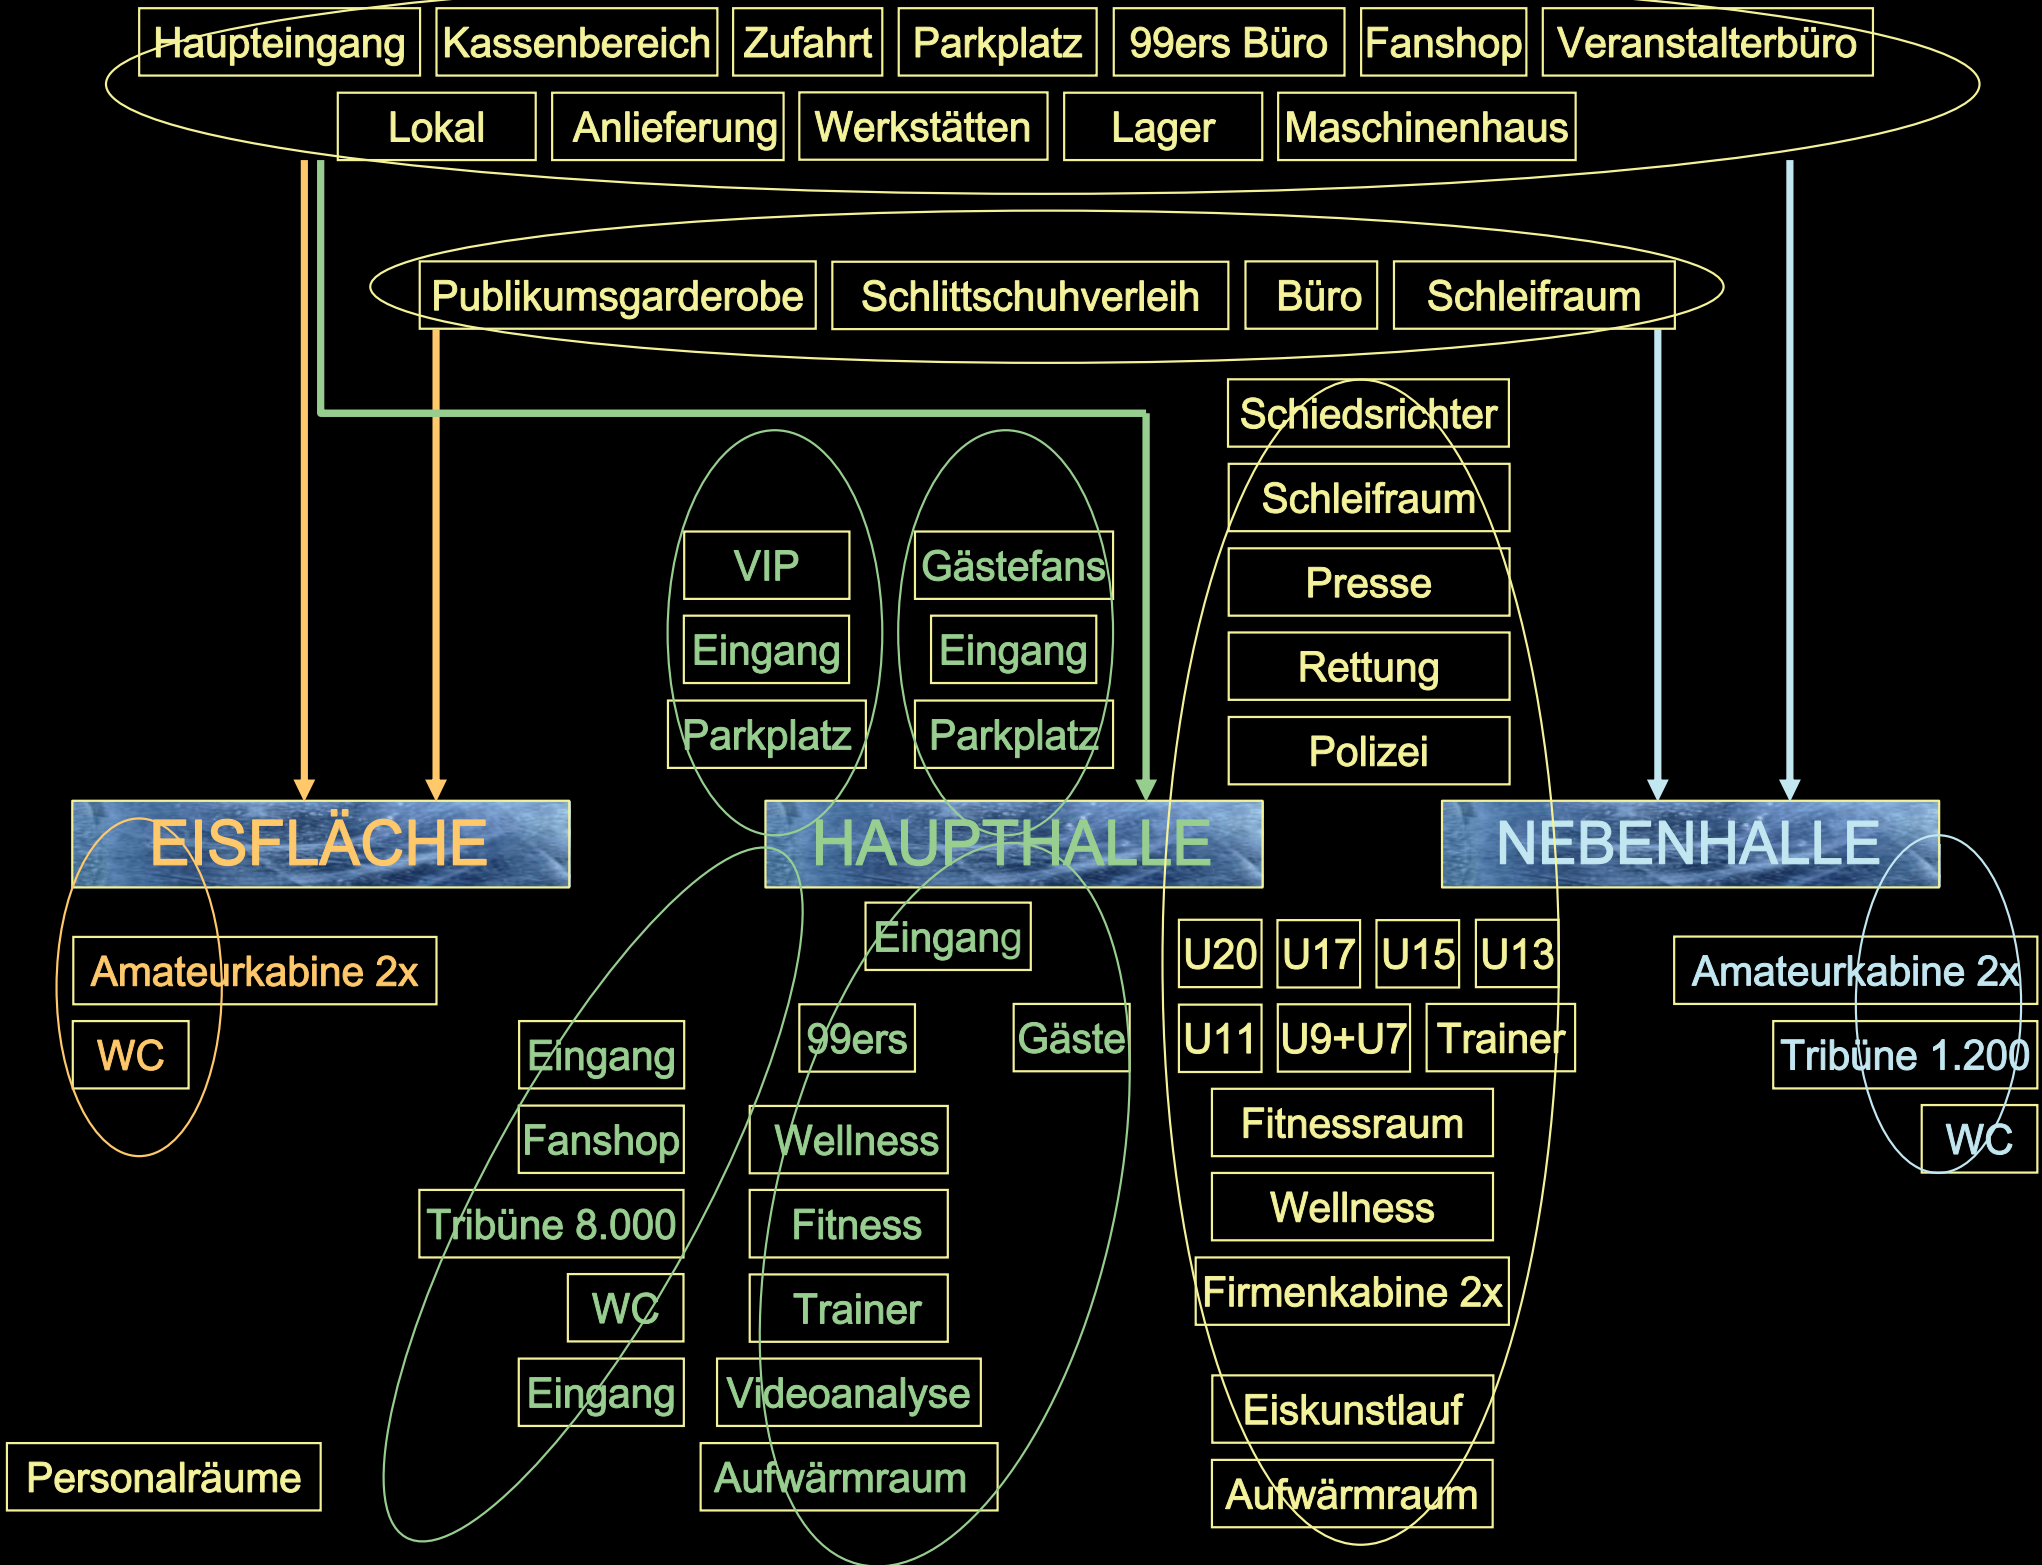 Haupteingang Kassenbereich Zufahrt Parkplatz 99ers Büro Fanshop Veranstalterbüro
Lokal Anlieferung Werkstätten Lager Maschinenhaus
Publikumsgarderobe Schlittschuhverleih Büro Schleifraum
Schiedsrichter
Schleifraum
Presse
Rettung
Polizei
VIP
Eingang
Parkplatz
Gästefans
Eingang
Parkplatz
EISFLÄCHE HAUPTHALLE NEBENHALLE
Amateurkabine 2x
WC
Eingang
Fanshop
Tribüne 8.000
WC
Eingang
Personalräume
Eingang
99ers Gäste
Wellness
Fitness
Trainer
Videoanalyse
Aufwärmraum
U20 U17 U15 U13
U11 U9+U7 Trainer
Fitnessraum
Wellness
Firmenkabine 2x
Eiskunstlauf
Aufwärmraum
Amateurkabine 2x
Tribüne 1.200
WC